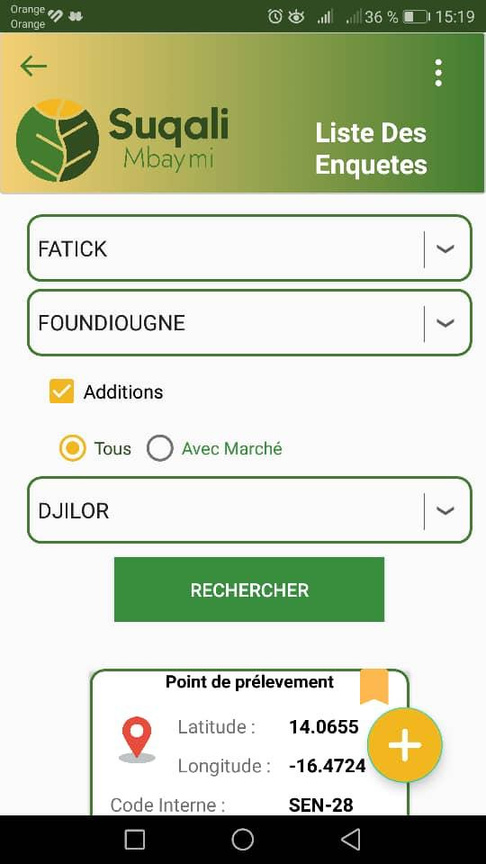 Orange
Orange
36 % 15:19
Suqali
Mbaymi
Liste Des
Enquetes
FATICK
FOUNDIOUGNE
Additions
Tous Avec Marché
DJILOR
RECHERCHER
Point de prélevement
Latitude : 14.0655
Longitude : -16.4724
Code Interne : SEN-28